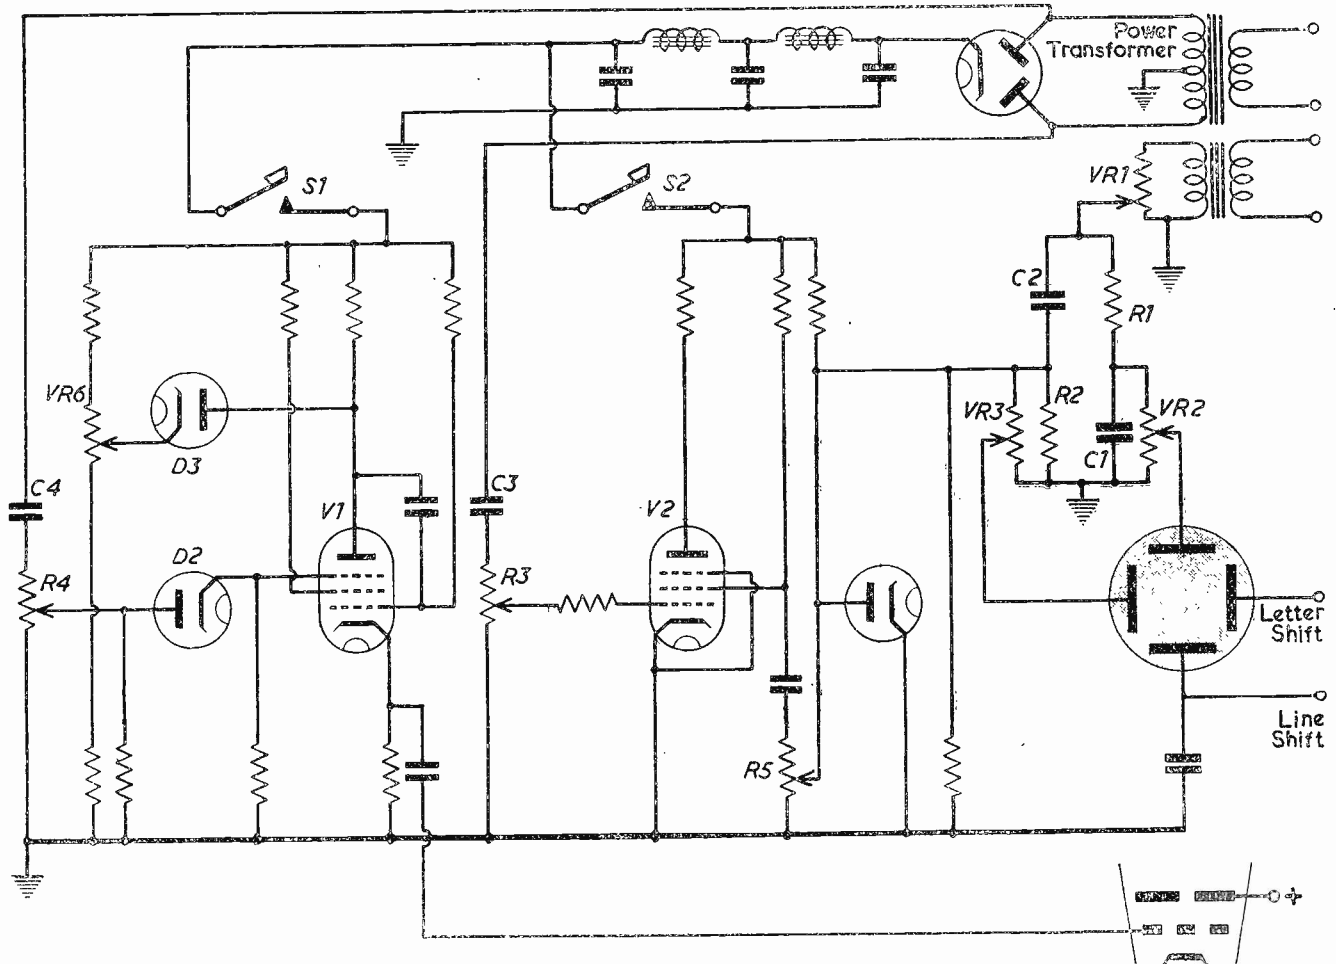 Power
Transformer
S1
S2
VR1
C2
R1
VR6
VR3
R2
VR2
D3
C1
C4
V1
C3
V2
D2
R4
R3
Letter
Shift
Line
Shift
R5
+